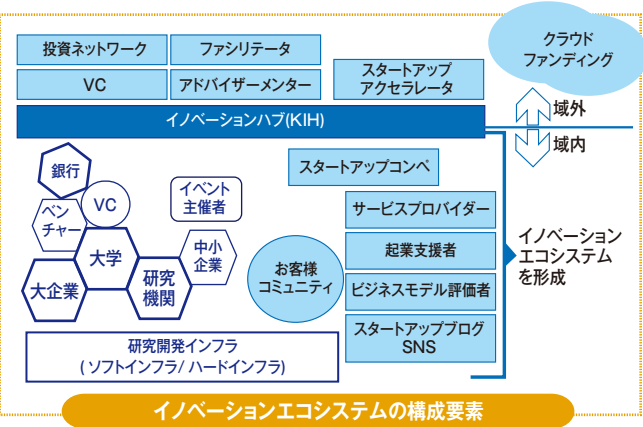 投資ネットワーク
ファシリテータ
クラウド
ファンディング
VC
アドバイザーメンター
スタートアップ
アクセラレータ
イノベーションハブ(KIH)
域外
域内
銀行
VC
ベン
チャー
イベント
主催者
スタートアップコンペ
大学
中小
企業
大企業
研究
機関
お客様
コミュニティ
サービスプロバイダー
起業支援者
ビジネスモデル評価者
スタートアップブログ
SNS
イノベーション
エコシステム
を形成
研究開発インフラ
(ソフトインフラ/ハードインフラ)
イノベーションエコシステムの構成要素